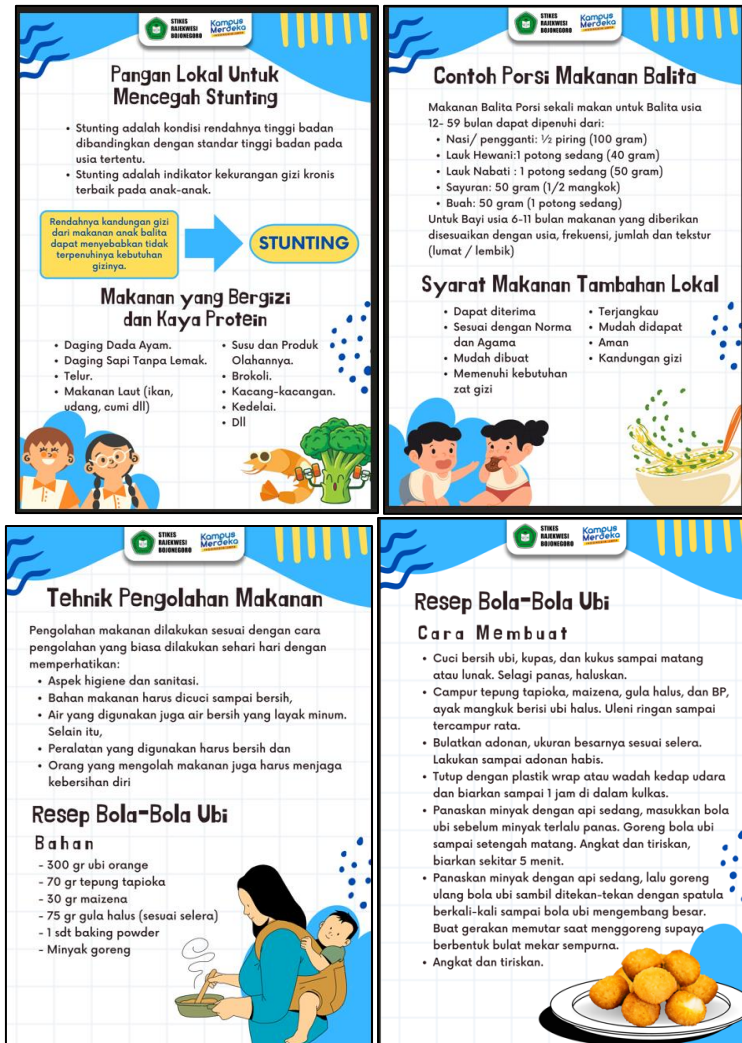 STIKES
RAJEKWESI
BOJONEGORO
Kampus
Merdeka
Pangan Lokal Untuk
Mencegah Stunting
• Stunting adalah kondisi rendahnya tinggi badan
dibandingkan dengan standar tinggi badan pada
usia tertentu.
• Stunting adalah indikator kekurangan gizi kronis
terbaik pada anak-anak.
Rendahnya kandungan gizi
dari makanan anak balita
dapat menyebabkan tidak
terpenuhinya kebutuhan
gizinya.
STUNTING
Makanan yang Bergizi
dan Kaya Protein
• Daging Dada Ayam.
• Daging Sapi Tanpa Lemak.
• Telur.
• Makanan Laut (ikan,
udang, cumi dll)
• Susu dan Produk
Olahannya.
• Brokoli.
• Kacang-kacangan.
• Kedelai.
• Dll
STIKES
RAJEKWESI
BOJONEGORO
Kampus
Merdeka
Contoh Porsi Makanan Balita
Makanan Balita Porsi sekali makan untuk Balita usia
12- 59 bulan dapat dipenuhi dari:
• Nasi/ pengganti: ½ piring (100 gram)
• Lauk Hewani:1 potong sedang (40 gram)
• Lauk Nabati : 1 potong sedang (50 gram)
• Sayuran: 50 gram (1/2 mangkok)
• Buah: 50 gram (1 potong sedang)
Untuk Bayi usia 6-11 bulan makanan yang diberikan
disesuaikan dengan usia, frekuensi, jumlah dan tekstur
(lumat / lembik)
Syarat Makanan Tambahan Lokal
• Dapat diterima
• Sesuai dengan Norma
dan Agama
• Mudah dibuat
• Memenuhi kebutuhan
zat gizi
• Terjangkau
• Mudah didapat
• Aman
• Kandungan gizi
STIKES
RAJEKWESI
BOJONEGORO
Kampus
Merdeka
Tehnik Pengolahan Makanan
Pengolahan makanan dilakukan sesuai dengan cara
pengolahan yang biasa dilakukan sehari hari dengan
memperhatikan:
• Aspek higiene dan sanitasi.
• Bahan makanan harus dicuci sampai bersih,
• Air yang digunakan juga air bersih yang layak minum.
Selain itu,
• Peralatan yang digunakan harus bersih dan
• Orang yang mengolah makanan juga harus menjaga
kebersihan diri
Resep Bola-Bola Ubi
Bahan
- 300 gr ubi orange
- 70 gr tepung tapioka
- 30 gr maizena
- 75 gr gula halus (sesuai selera)
- 1 sdt baking powder
- Minyak goreng
STIKES
RAJEKWESI
BOJONEGORO
Kampus
Merdeka
Resep Bola-Bola Ubi
Cara Membuat
• Cuci bersih ubi, kupas, dan kukus sampai matang
atau lunak. Selagi panas, haluskan.
• Campur tepung tapioka, maizena, gula halus, dan BP,
ayak mangkuk berisi ubi halus. Uleni ringan sampai
tercampur rata.
• Bulatkan adonan, ukuran besarnya sesuai selera.
Lakukan sampai adonan habis.
• Tutup dengan plastik wrap atau wadah kedap udara
dan biarkan sampai 1 jam di dalam kulkas.
• Panaskan minyak dengan api sedang, masukkan bola
ubi sebelum minyak terlalu panas. Goreng bola ubi
sampai setengah matang. Angkat dan tiriskan,
biarkan sekitar 5 menit.
• Panaskan minyak dengan api sedang, lalu goreng
ulang bola ubi sambil ditekan-tekan dengan spatula
berkali-kali sampai bola ubi mengembang besar.
Buat gerakan memutar saat menggoreng supaya
berbentuk bulat mekar sempurna.
• Angkat dan tiriskan.